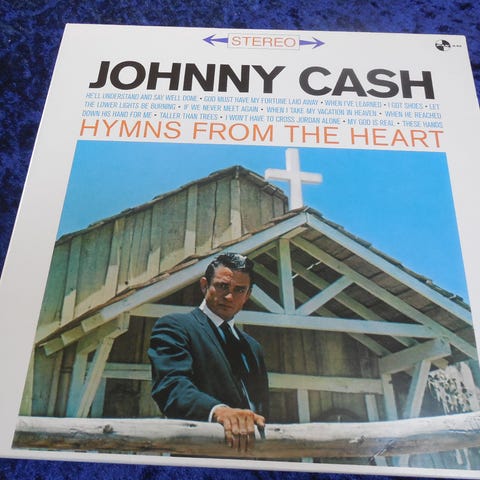 STEREO
JOHNNY CASH
HE'LL UNDERSTAND AND SAY WELL DONE • GOD MUST HAVE MY FORTUNE LAID AWAY • WHEN I'VE LEARNED • I GOT SHOES • LET
THE LOWER LIGHTS BE BURNING • IF WE NEVER MEET AGAIN • WHEN I TAKE MY VACATION IN HEAVEN • WHEN HE REACHED
DOWN HIS HAND FOR ME • TALLER THAN TREES • I WON'T HAVE TO CROSS JORDAN ALONE • MY GOD IS REAL • THESE HANDS
HYMNS FROM THE HEART